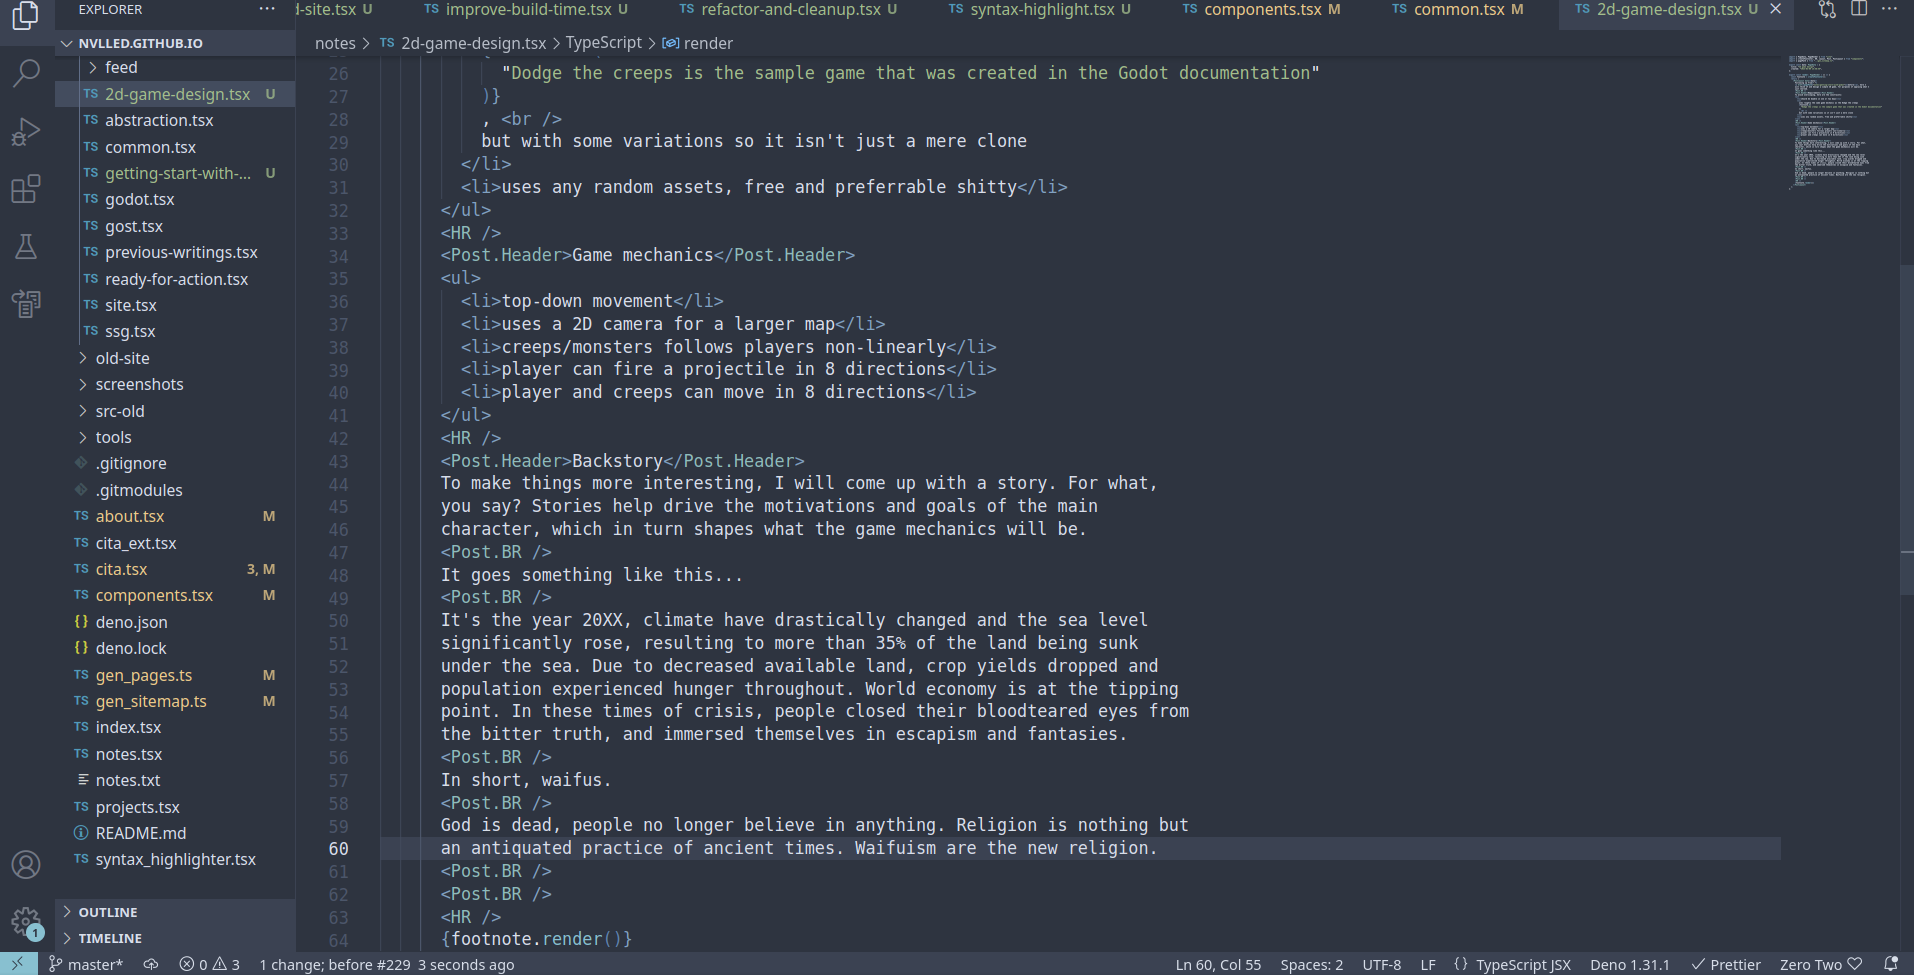 EXPLORER ···
d-site.tsx U
TS improve-build-time.tsx U
TS refactor-and-cleanup.tsx U
TS syntax-highlight.tsx U
TS components.tsx M
TS common.tsx M
TS 2d-game-design.tsx U
NVLLED.GITHUB.IO
notes > TS 2d-game-design.tsx > TypeScript > render
feed
TS 2d-game-design.tsx U
TS abstraction.tsx
TS common.tsx
TS getting-start-with-... U
TS godot.tsx
TS gost.tsx
TS previous-writings.tsx
TS ready-for-action.tsx
TS site.tsx
TS ssg.tsx
old-site
screenshots
src-old
tools
.gitignore
.gitmodules
TS about.tsx M
TS cita_ext.tsx
TS cita.tsx 3, M
TS components.tsx M
{} deno.json
{} deno.lock
TS gen_pages.ts M
TS gen_sitemap.ts M
TS index.tsx
TS notes.tsx
notes.txt
TS projects.tsx
README.md
TS syntax_highlighter.tsx
OUTLINE
TIMELINE
1
26 "Dodge the creeps is the sample game that was created in the Godot documentation"
27 )}
28 , <br />
29 but with some variations so it isn't just a mere clone
30 </li>
31 <li>uses any random assets, free and preferrable shitty</li>
32 </ul>
33 <HR />
34 <Post.Header>Game mechanics</Post.Header>
35 <ul>
36 <li>top-down movement</li>
37 <li>uses a 2D camera for a larger map</li>
38 <li>creeps/monsters follows players non-linearly</li>
39 <li>player can fire a projectile in 8 directions</li>
40 <li>player and creeps can move in 8 directions</li>
41 </ul>
42 <HR />
43 <Post.Header>Backstory</Post.Header>
44 To make things more interesting, I will come up with a story. For what,
45 you say? Stories help drive the motivations and goals of the main
46 character, which in turn shapes what the game mechanics will be.
47 <Post.BR />
48 It goes something like this...
49 <Post.BR />
50 It's the year 20XX, climate have drastically changed and the sea level
51 significantly rose, resulting to more than 35% of the land being sunk
52 under the sea. Due to decreased available land, crop yields dropped and
53 population experienced hunger throughout. World economy is at the tipping
54 point. In these times of crisis, people closed their bloodteared eyes from
55 the bitter truth, and immersed themselves in escapism and fantasies.
56 <Post.BR />
57 In short, waifus.
58 <Post.BR />
59 God is dead, people no longer believe in anything. Religion is nothing but
60 an antiquated practice of ancient times. Waifuism are the new religion.
61 <Post.BR />
62 <Post.BR />
63 <HR />
64 {footnote.render()}
master* 0 3 1 change; before #229 3 seconds ago
Ln 60, Col 55 Spaces: 2 UTF-8 LF {} TypeScript JSX Deno 1.31.1 Prettier Zero Two